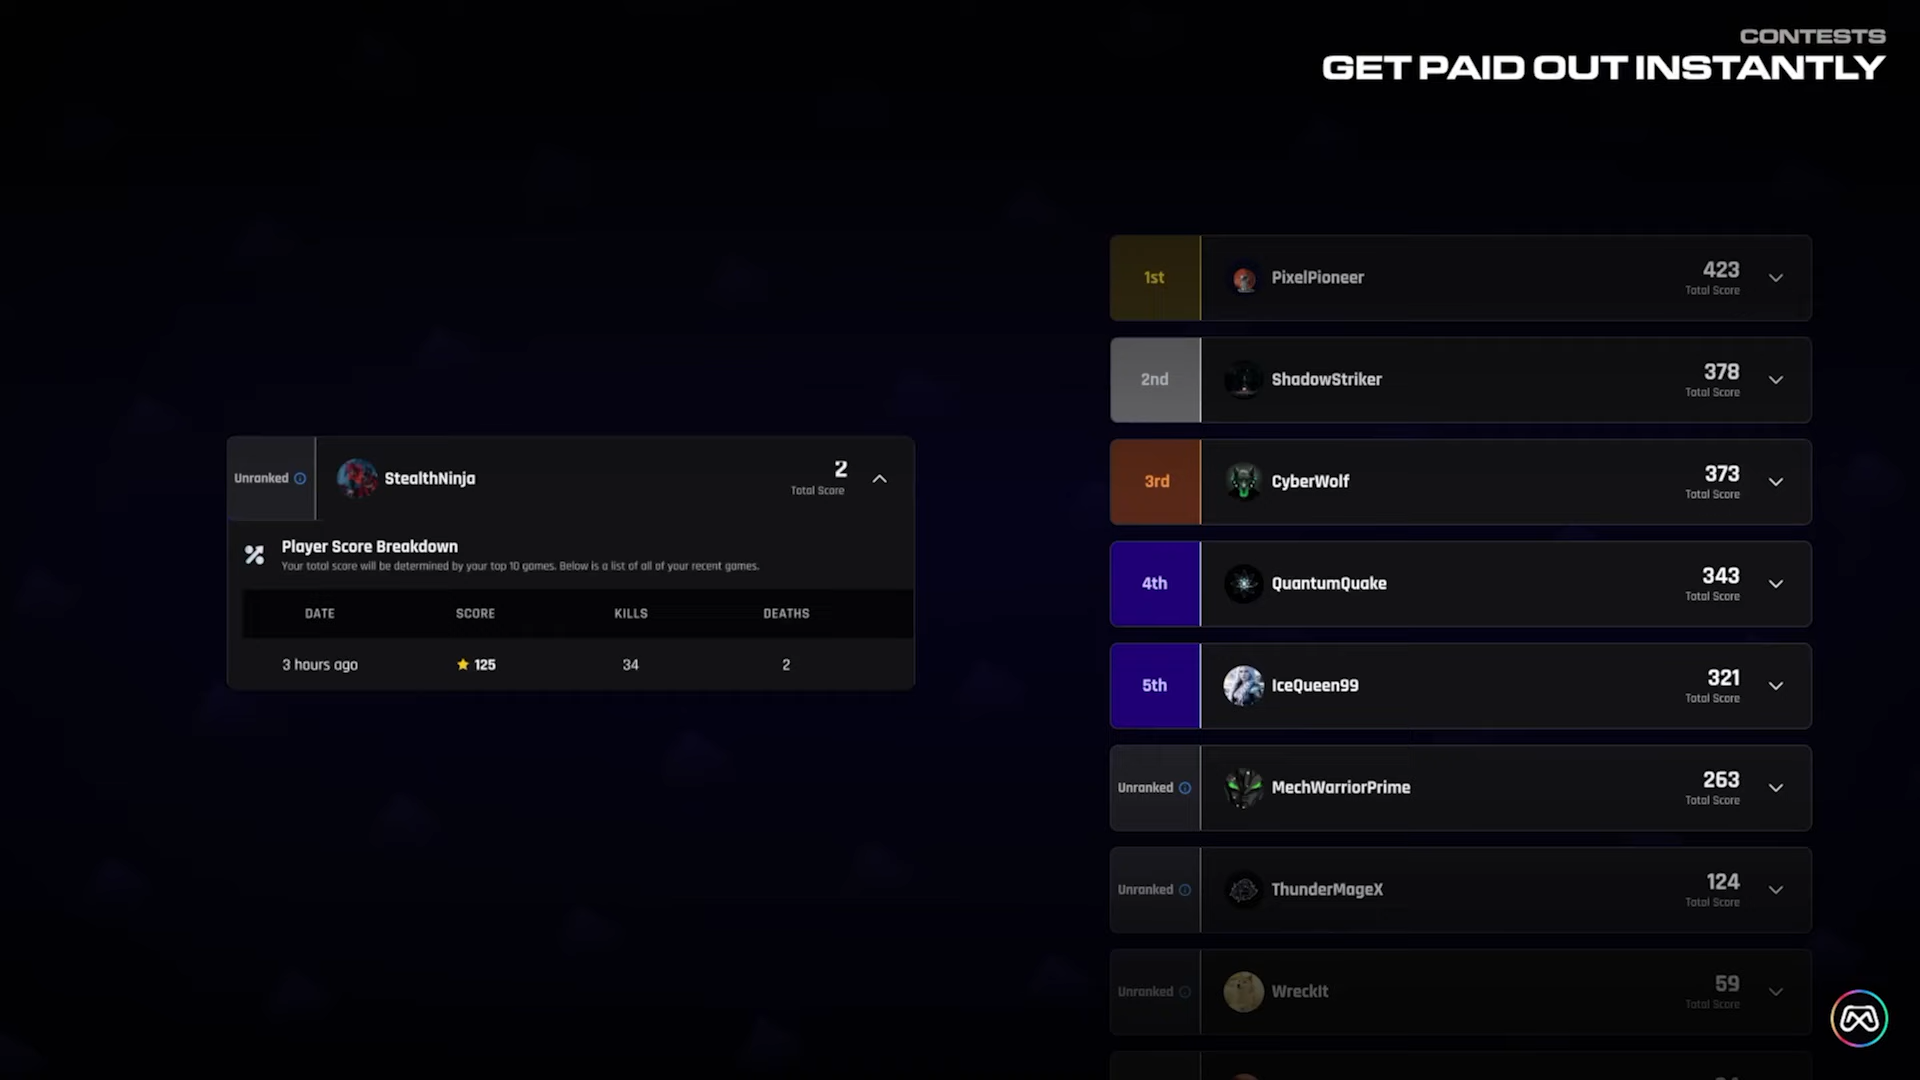 CONTESTS
GET PAID OUT INSTANTLY
Unranked
StealthNinja
2
Total Score
Player Score Breakdown
Your total score will be determined by your top 10 games. Below is a list of all of your recent games.
DATE SCORE KILLS DEATHS
3 hours ago 125 34 2
1st PixelPioneer 423
Total Score
2nd ShadowStriker 378
Total Score
3rd CyberWolf 373
Total Score
4th QuantumQuake 343
Total Score
5th IceQueen99 321
Total Score
Unranked MechWarriorPrime 263
Total Score
Unranked ThunderMageX 124
Total Score
Unranked WreckIt 59
Total Score